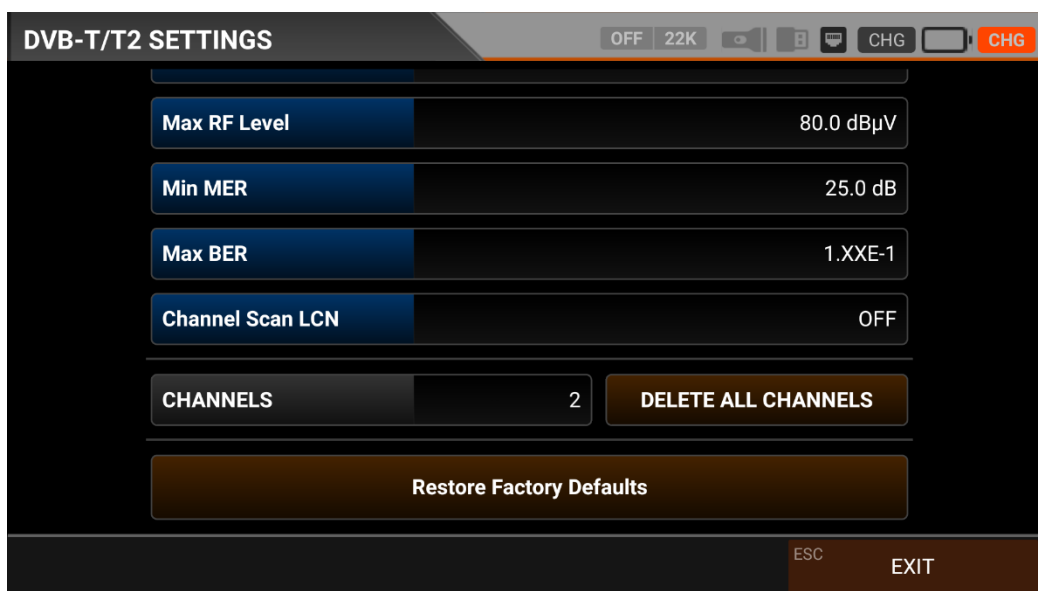 DVB-T/T2 SETTINGS
OFF 22K CHG CHG
Max RF Level 80.0 dBµV
Min MER 25.0 dB
Max BER 1.XXE-1
Channel Scan LCN OFF
CHANNELS 2 DELETE ALL CHANNELS
Restore Factory Defaults
ESC EXIT